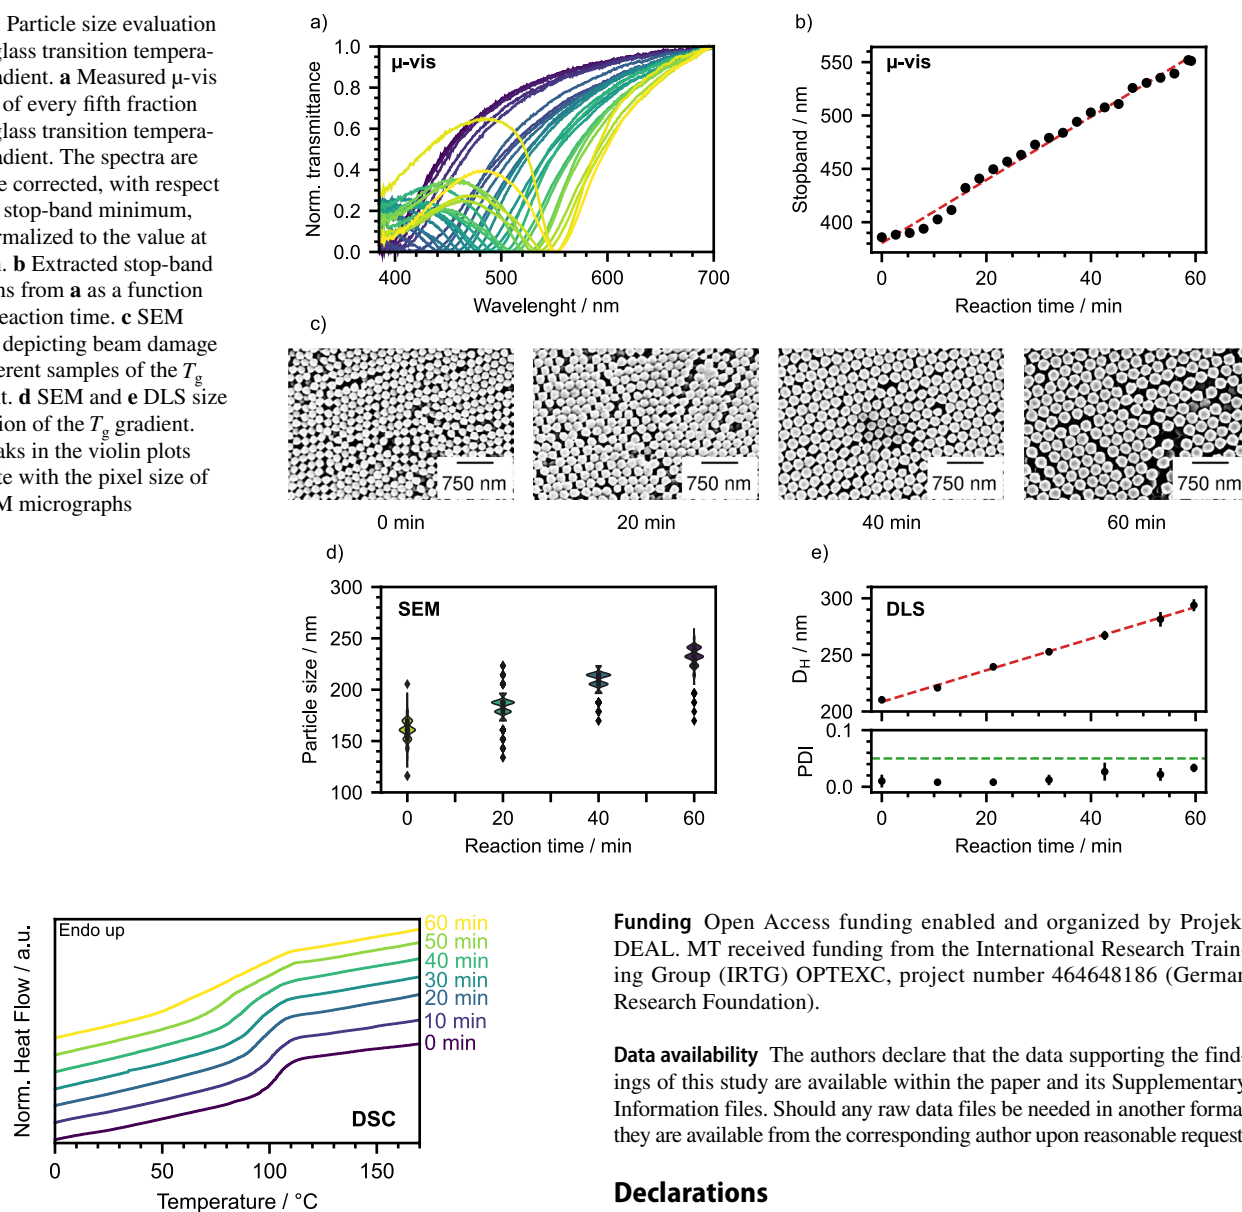 Particle size evaluation
glass transition tempera-
adient. a Measured μ-vis
of every fifth fraction
glass transition tempera-
adient. The spectra are
e corrected, with respect
stop-band minimum,
rmalized to the value at
n. b Extracted stop-band
ns from a as a function
reaction time. c SEM
depicting beam damage
erent samples of the Tg
t. d SEM and e DLS size
ion of the Tg gradient.
aks in the violin plots
te with the pixel size of
M micrographs
a)
μ-vis
Norm. transmittance
1.0
0.8
0.6
0.4
0.2
0.0
400 500 600 700
Wavelenght / nm
b)
μ-vis
Stopband / nm
550
500
450
400
0 20 40 60
Reaction time / min
c)
750 nm 750 nm 750 nm 750 nm
0 min 20 min 40 min 60 min
d)
SEM
Particle size / nm
300
250
200
150
100
0 20 40 60
Reaction time / min
e)
DLS
DH / nm
300
250
200
PDI
0.1
0.0
0 20 40 60
Reaction time / min
Endo up
Norm. Heat Flow / a.u.
60 min
50 min
40 min
30 min
20 min
10 min
0 min
DSC
0 50 100 150
Temperature / °C
Funding Open Access funding enabled and organized by Projek
DEAL. MT received funding from the International Research Train-
ing Group (IRTG) OPTEXC, project number 464648186 (German
Research Foundation).
Data availability The authors declare that the data supporting the find-
ings of this study are available within the paper and its Supplementary
Information files. Should any raw data files be needed in another forma
they are available from the corresponding author upon reasonable request
Declarations